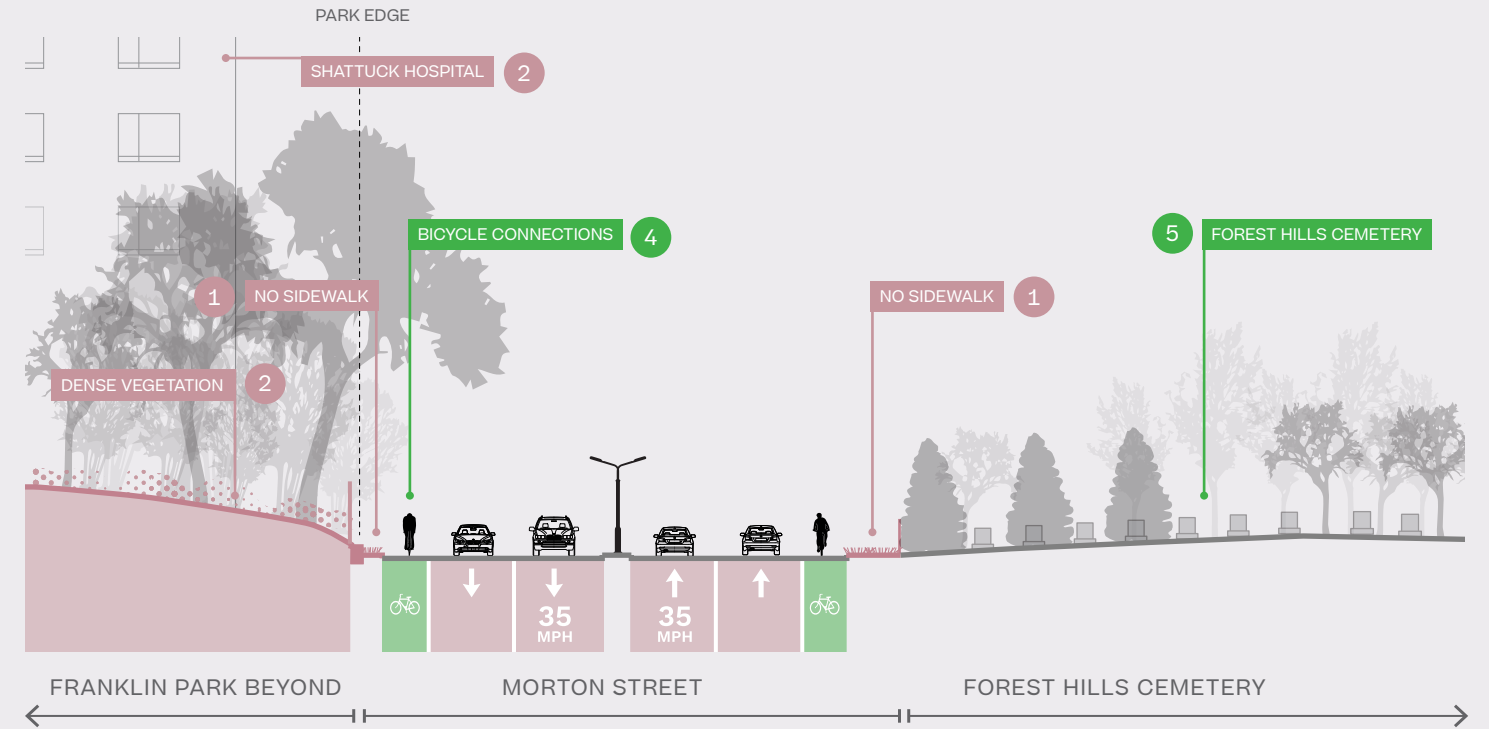 PARK EDGE
SHATTUCK HOSPITAL
2
BICYCLE CONNECTIONS
4
5
FOREST HILLS CEMETERY
1
NO SIDEWALK
NO SIDEWALK
1
DENSE VEGETATION
2
35
MPH
35
MPH
FRANKLIN PARK BEYOND
MORTON STREET
FOREST HILLS CEMETERY